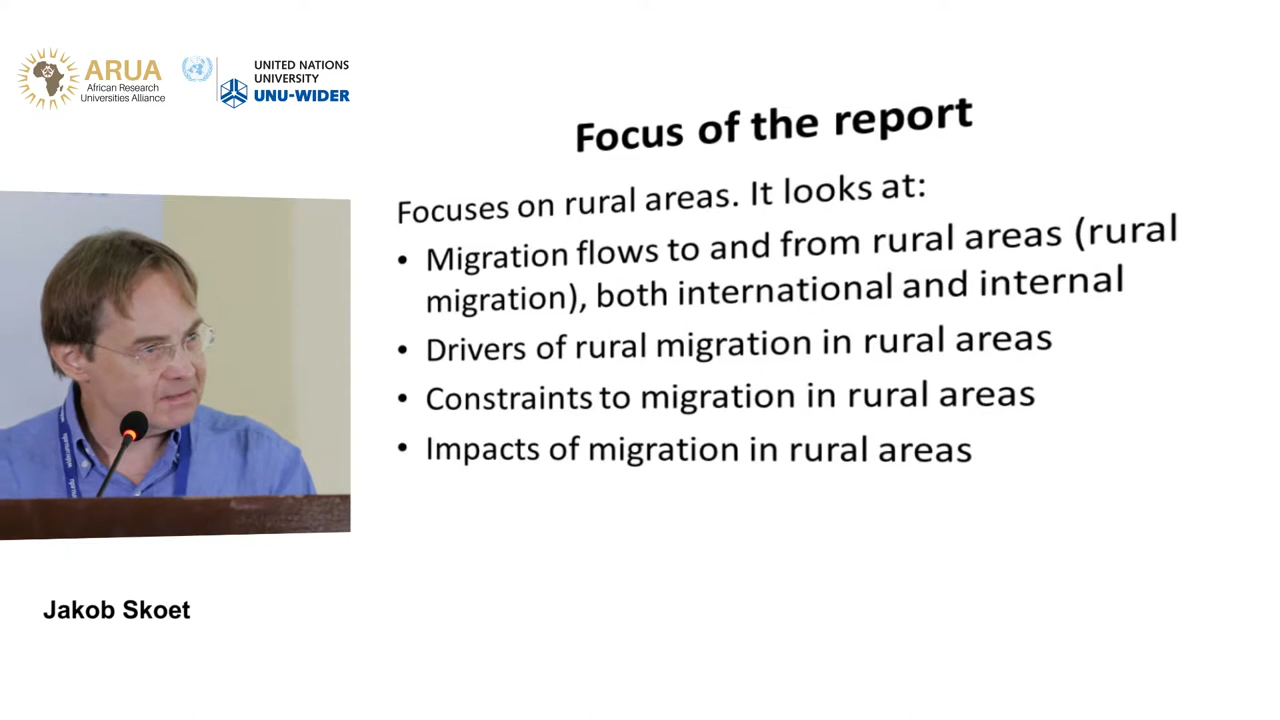 ARUA
African Research
Universities Alliance
UNITED NATIONS
UNIVERSITY
UNU-WIDER
Focus of the report
Focuses on rural areas. It looks at:
• Migration flows to and from rural areas (rural
migration), both international and internal
• Drivers of rural migration in rural areas
• Constraints to migration in rural areas
• Impacts of migration in rural areas
Jakob Skoet